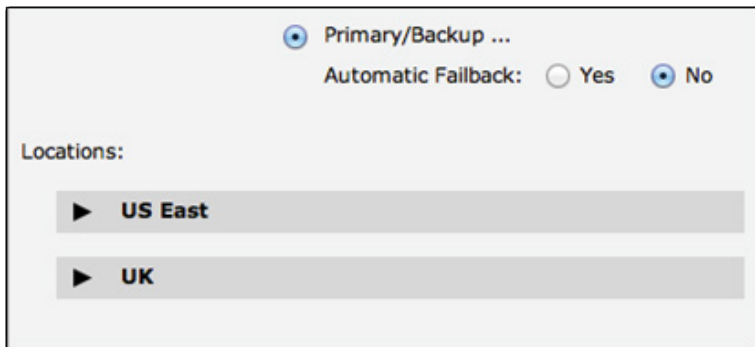 Primary/Backup ...
Automatic Failback: Yes No
Locations:
US East
UK